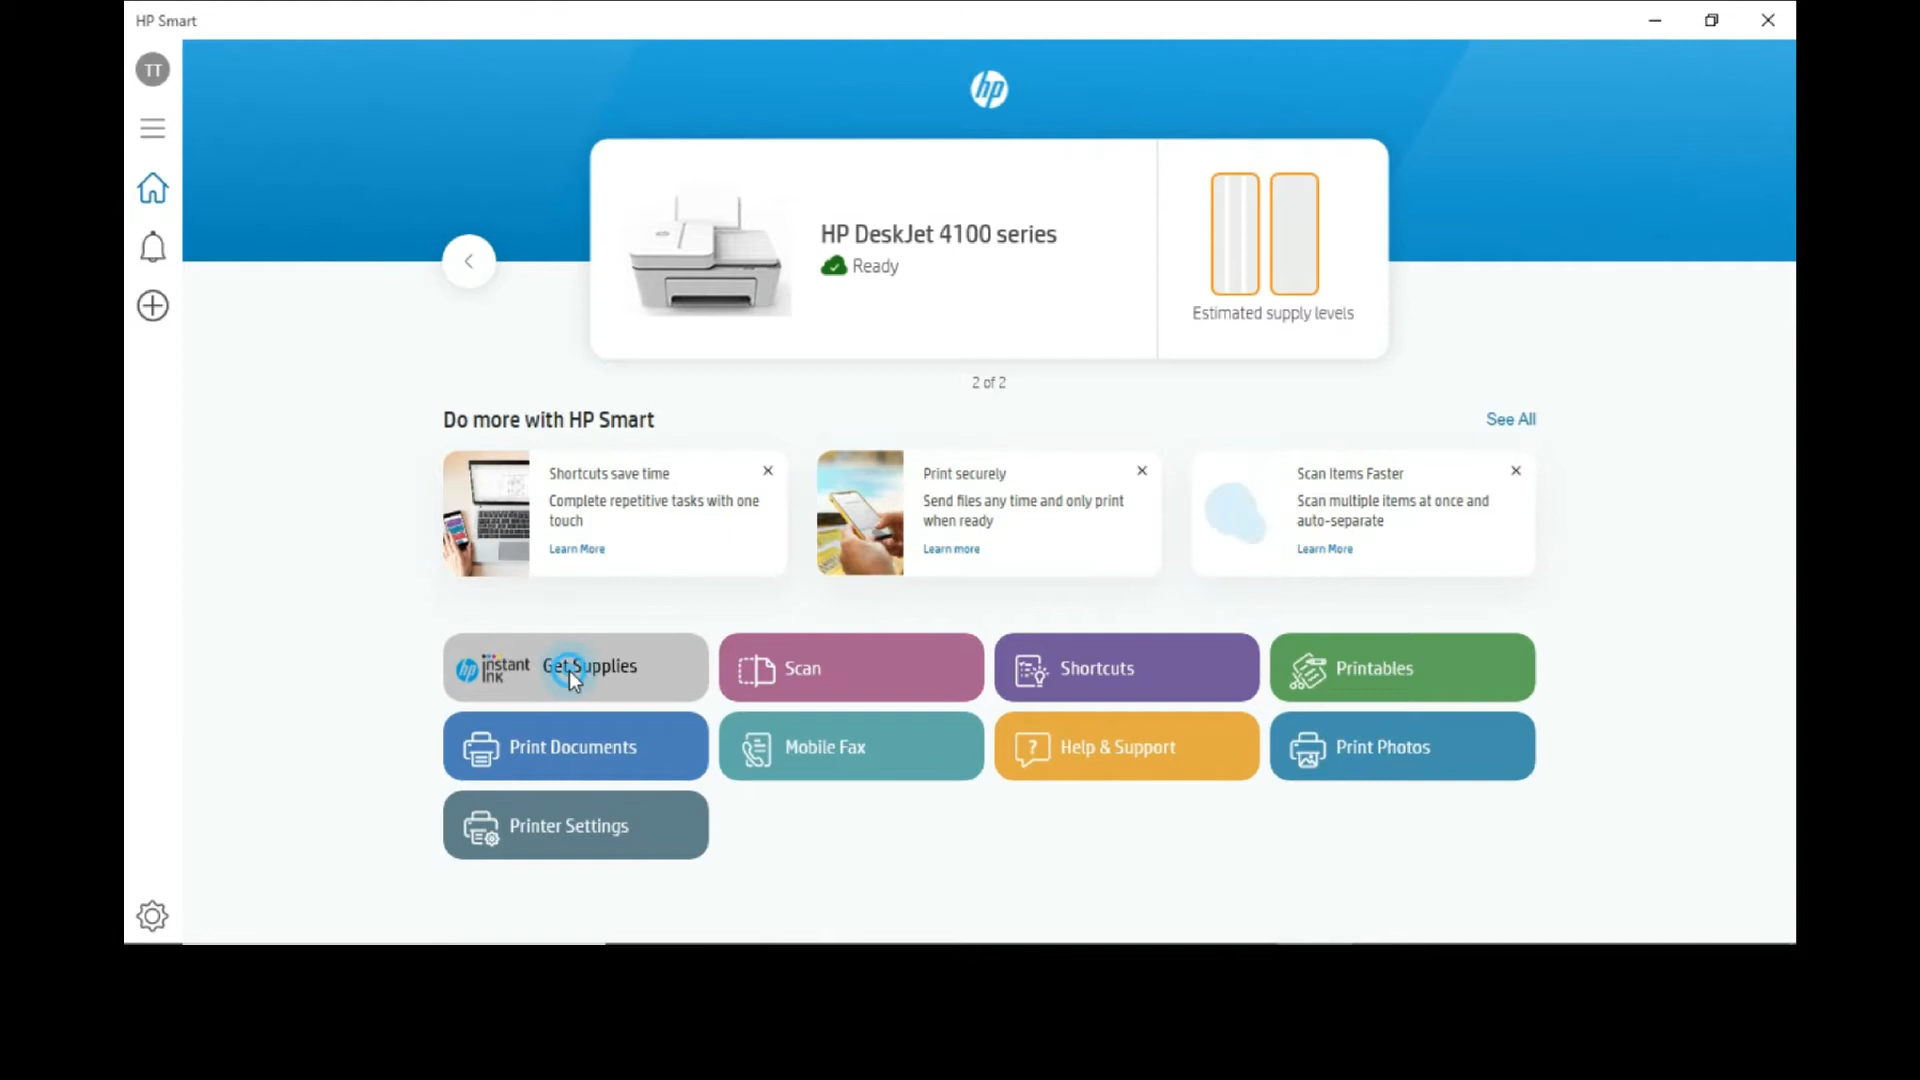 HP Smart
TT
hp
HP DeskJet 4100 series
Ready
Estimated supply levels
2 of 2
Do more with HP Smart
See All
Shortcuts save time
Complete repetitive tasks with one
touch
Learn More
Print securely
Send files any time and only print
when ready
Learn more
Scan Items Faster
Scan multiple items at once and
auto-separate
Learn More
hp instant ink
Get Supplies
Scan
Shortcuts
Printables
Print Documents
Mobile Fax
? Help & Support
Print Photos
Printer Settings